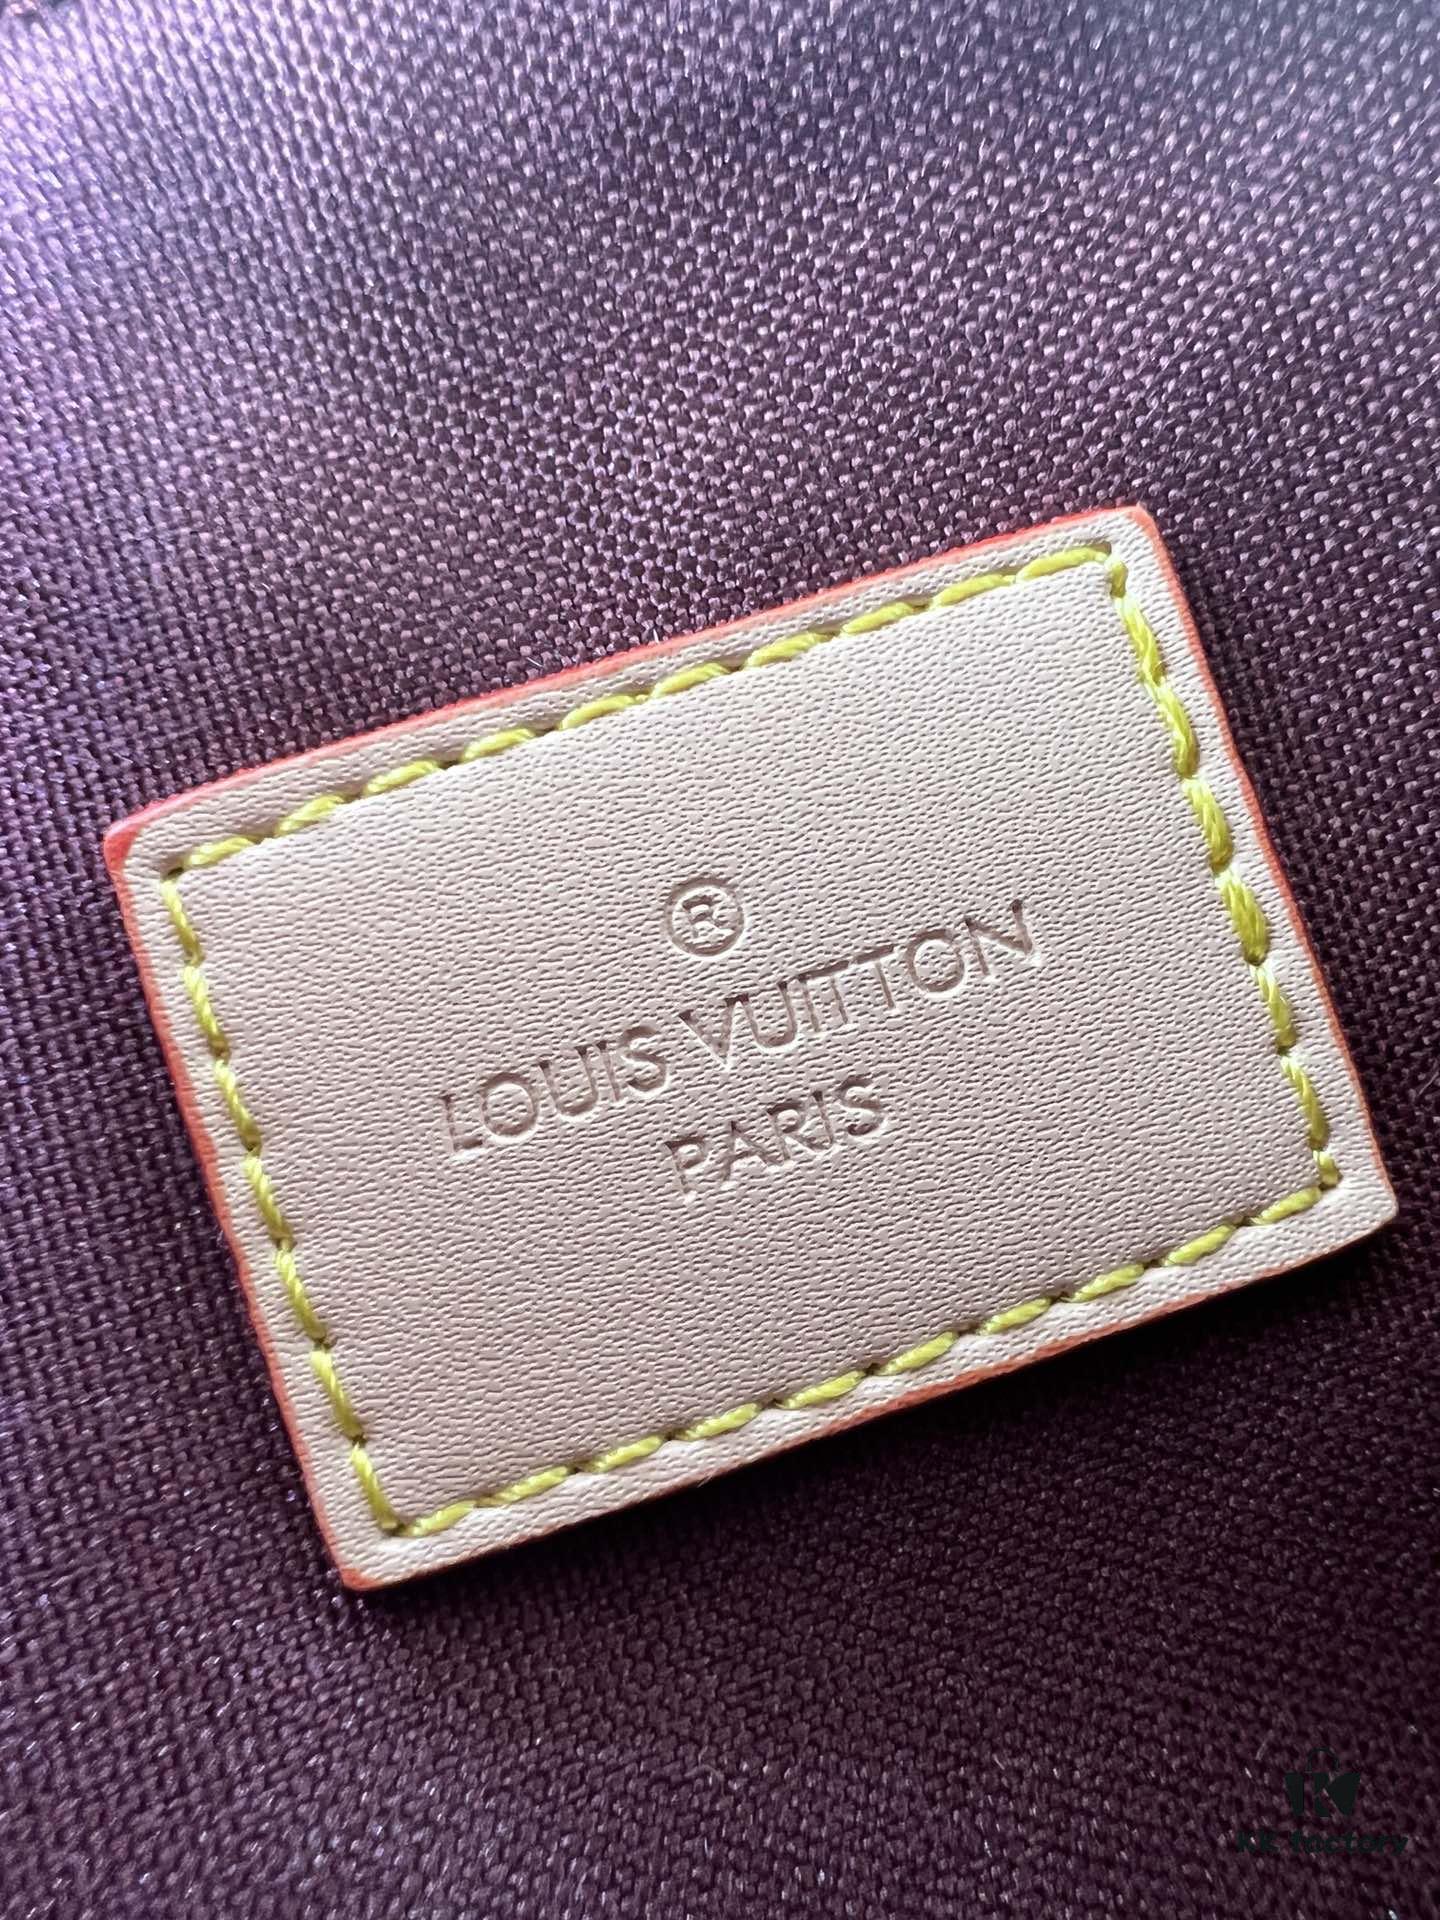 ®
LOUIS VUITTON
PARIS
KK factory